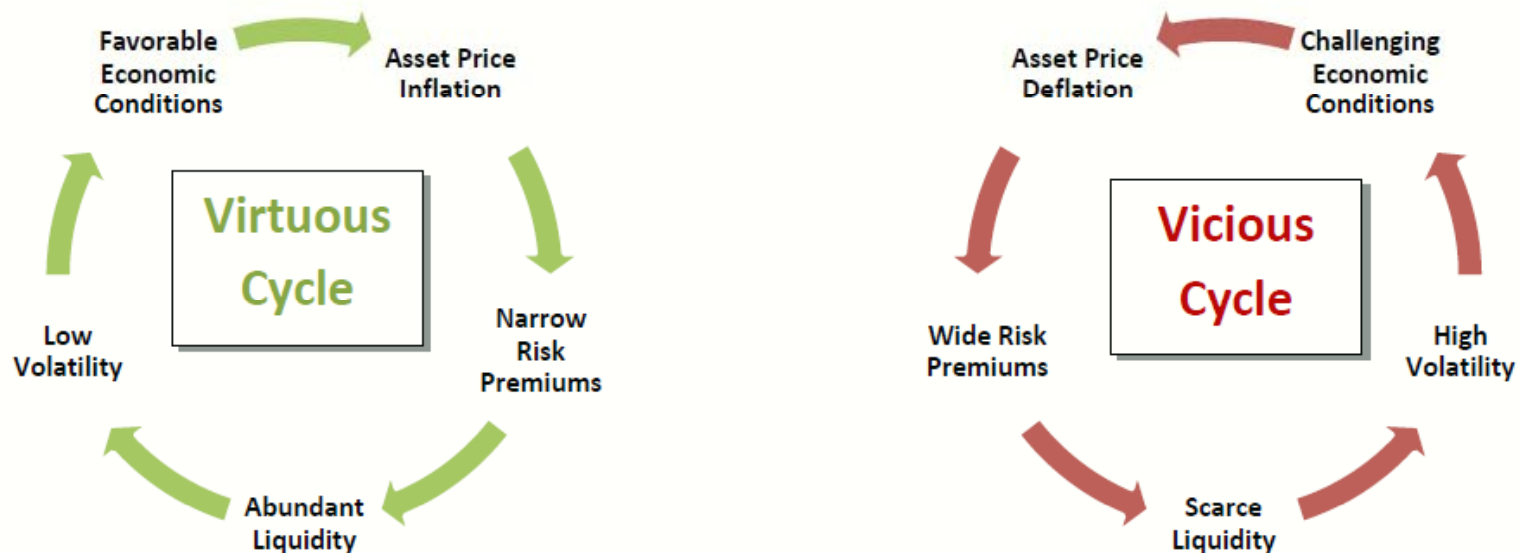 Favorable
Economic
Conditions
Asset Price
Inflation
Narrow
Risk
Premiums
Abundant
Liquidity
Low
Volatility
Virtuous
Cycle
Asset Price
Deflation
Challenging
Economic
Conditions
Wide Risk
Premiums
Scarce
Liquidity
High
Volatility
Vicious
Cycle